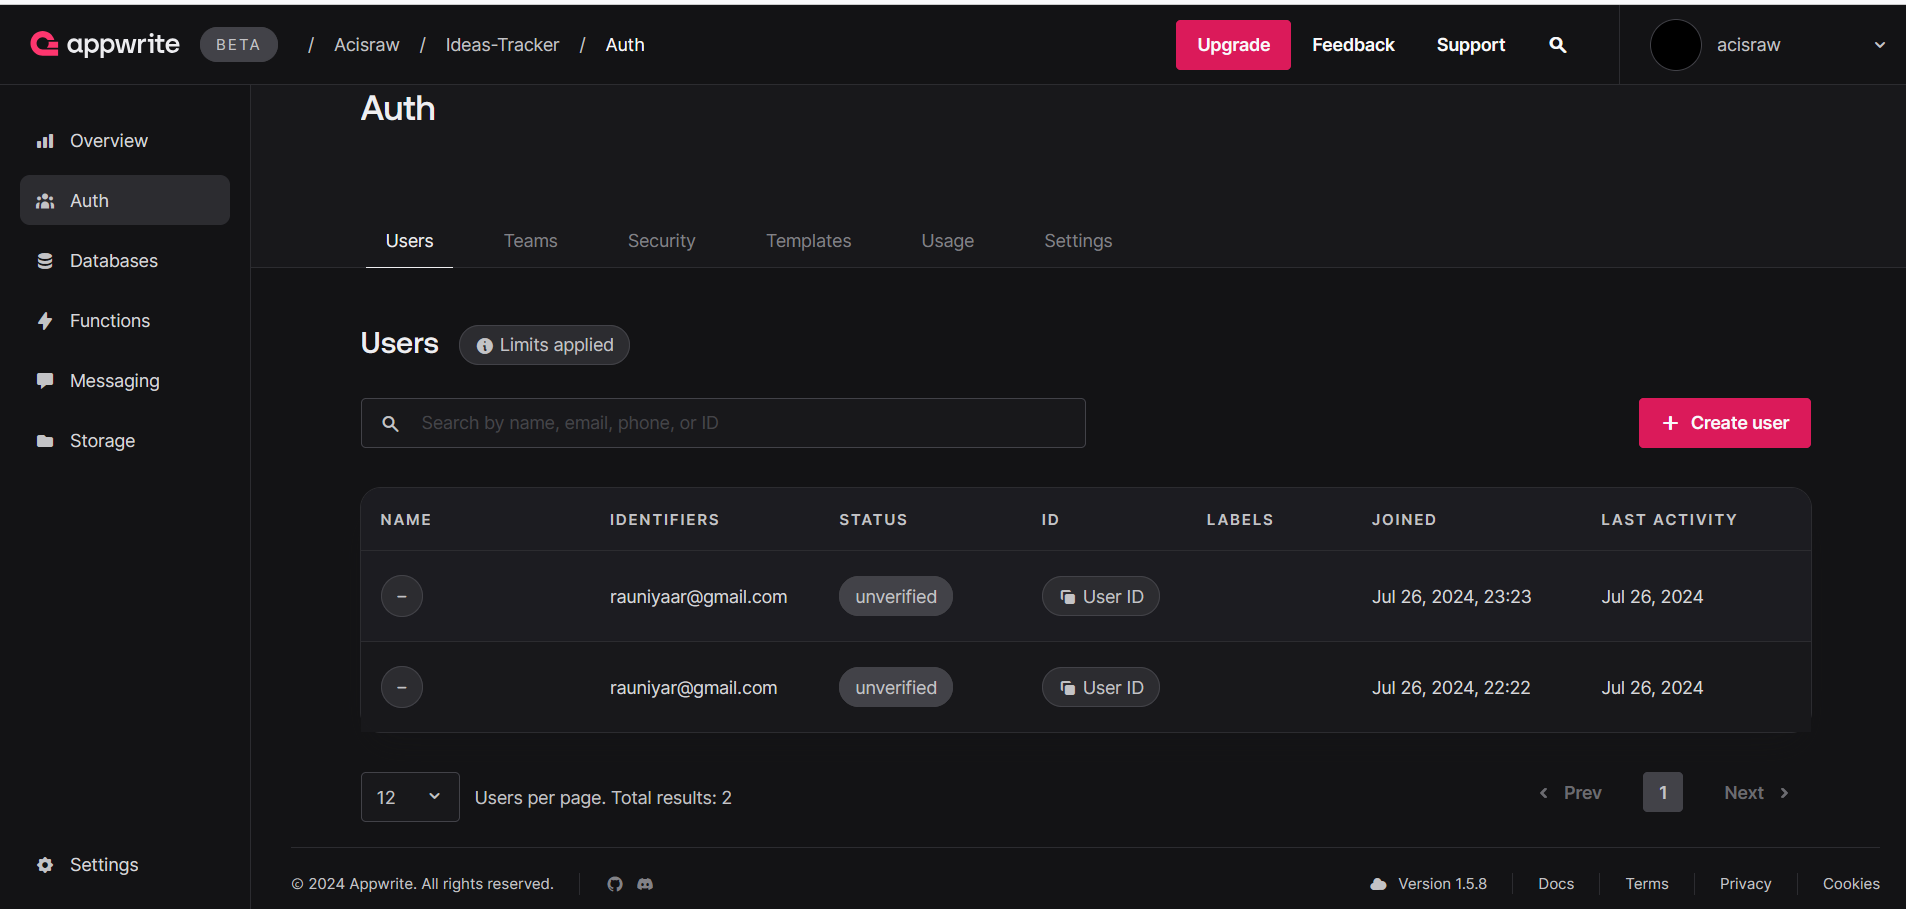 appwrite BETA / Acisraw / Ideas-Tracker / Auth Upgrade Feedback Support acisraw
Overview
Auth
Databases
Functions
Messaging
Storage
Settings
Auth
Users Teams Security Templates Usage Settings
Users Limits applied
Search by name, email, phone, or ID
+ Create user
NAME IDENTIFIERS STATUS ID LABELS JOINED LAST ACTIVITY
– rauniyaar@gmail.com unverified User ID Jul 26, 2024, 23:23 Jul 26, 2024
– rauniyar@gmail.com unverified User ID Jul 26, 2024, 22:22 Jul 26, 2024
12 Users per page. Total results: 2
Prev 1 Next
© 2024 Appwrite. All rights reserved. Version 1.5.8 Docs Terms Privacy Cookies